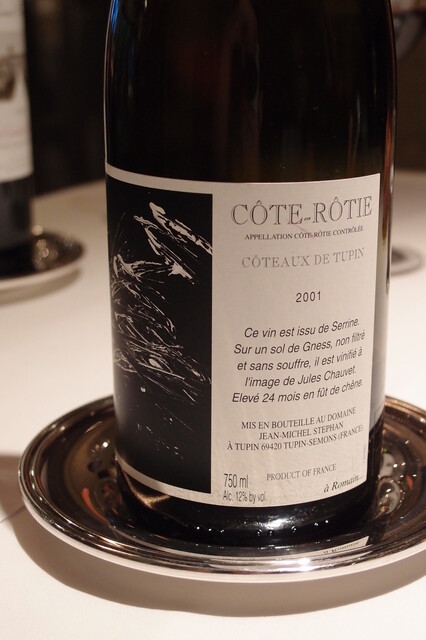 CÔTE-RÔTIE
APPELLATION CÔTE-RÔTIE CONTRÔLÉE
CÔTEAUX DE TUPIN
2001
Ce vin est issu de Serrine.
Sur un sol de Gness, non filtré
et sans souffre, il est vinifié à
l'image de Jules Chauvet.
Elevé 24 mois en fût de chêne.
MIS EN BOUTEILLE AU DOMAINE
JEAN-MICHEL STEPHAN
À TUPIN 69420 TUPIN-SEMONS (FRANCE)
750 ml
PRODUCT OF FRANCE
Alc. 12% by vol.
à Romain...